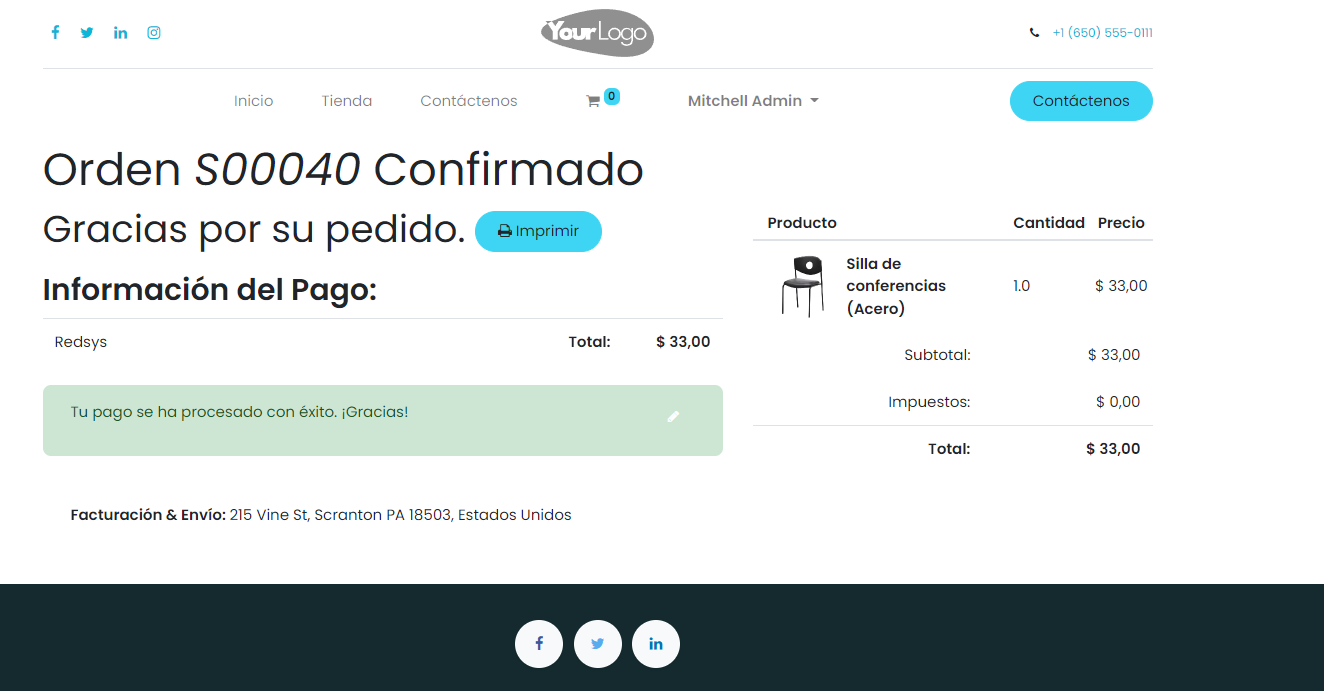 YourLogo
+1 (650) 555-0111
Inicio Tienda Contáctenos 0 Mitchell Admin Contáctenos
Orden S00040 Confirmado
Gracias por su pedido. Imprimir
Información del Pago:
Redsys Total: $ 33,00
Tu pago se ha procesado con éxito. ¡Gracias!
Facturación & Envío: 215 Vine St, Scranton PA 18503, Estados Unidos
Producto Cantidad Precio
Silla de
conferencias 1.0 $ 33,00
(Acero)
Subtotal: $ 33,00
Impuestos: $ 0,00
Total: $ 33,00